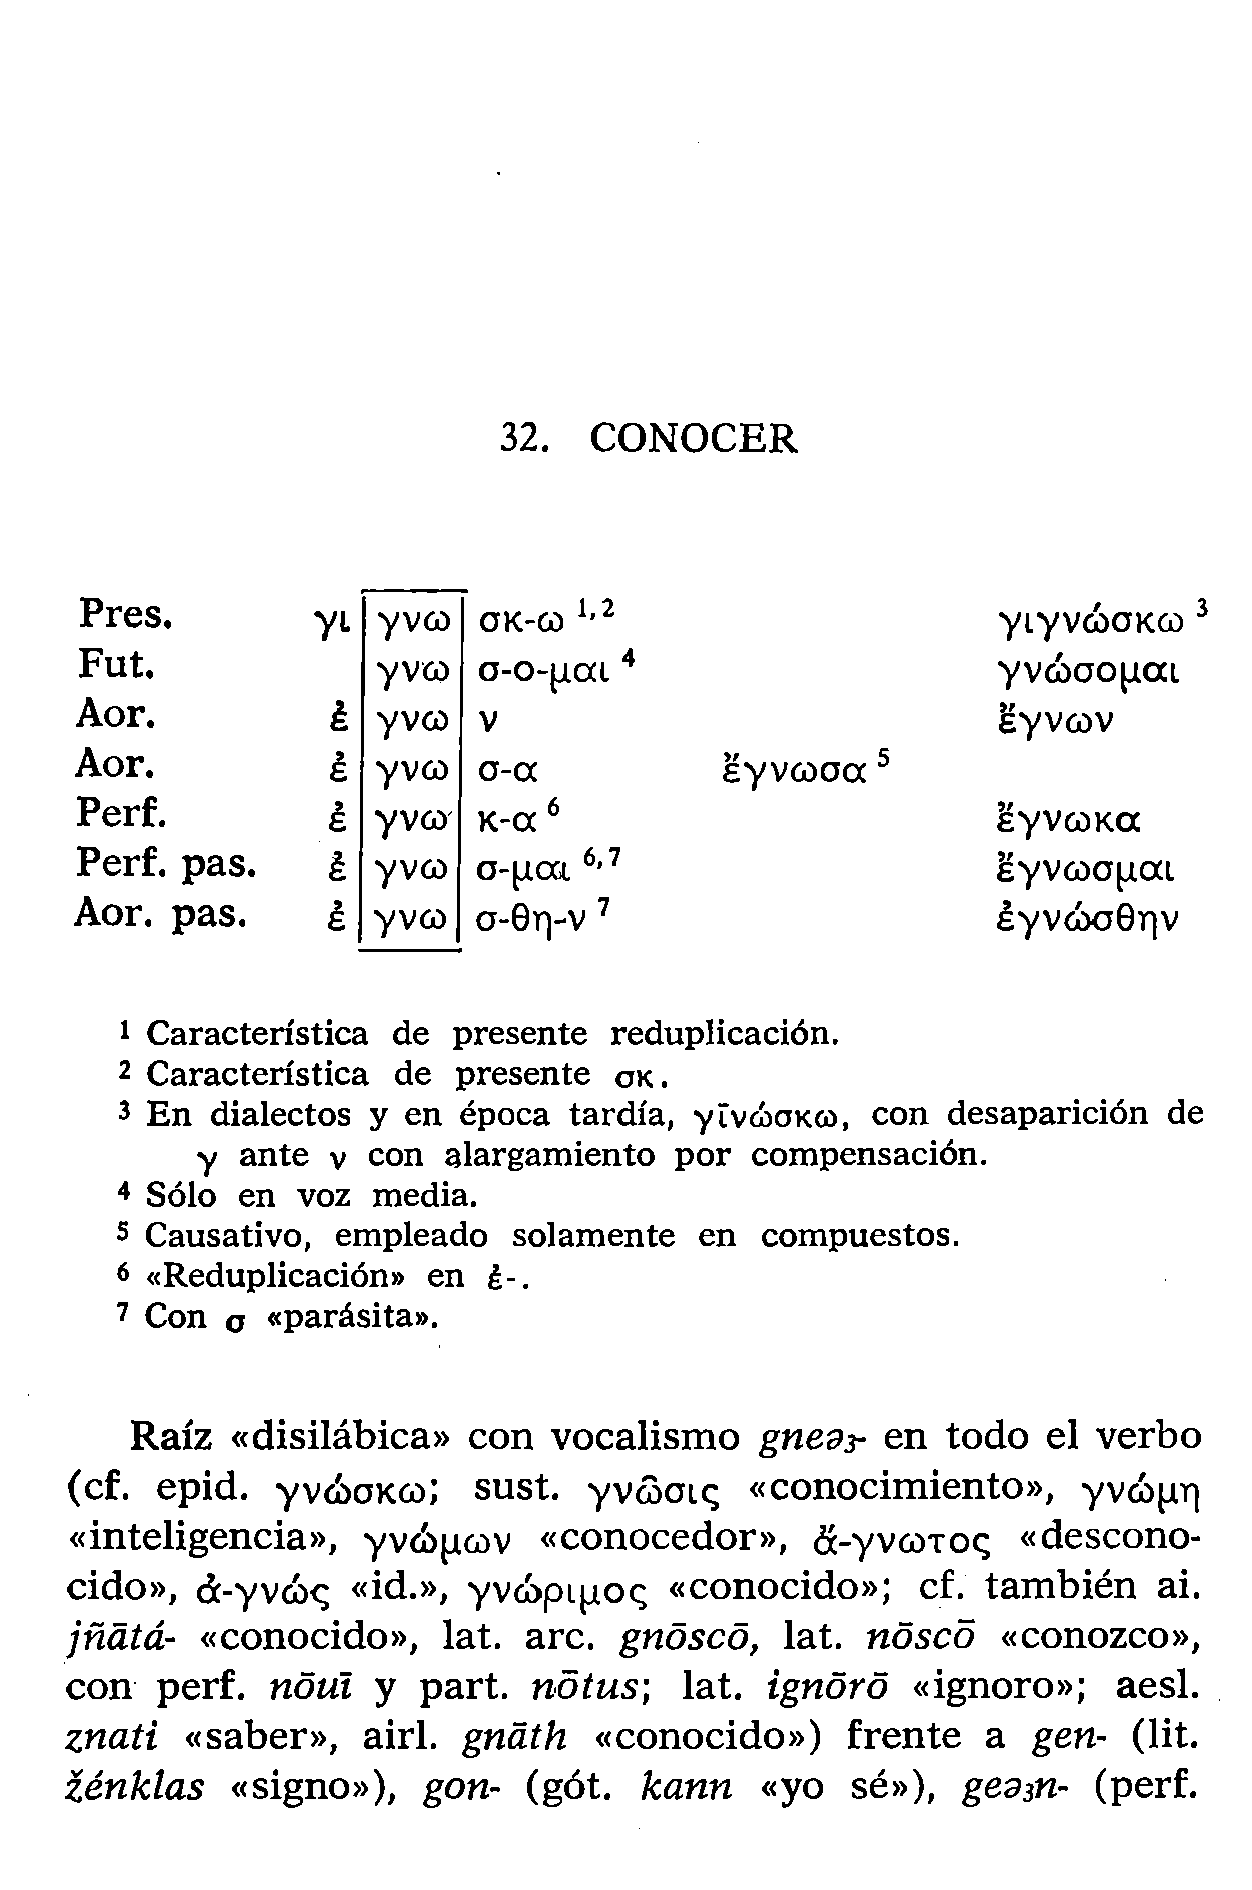 32. CONOCER
Pres. γι γνω σκ-ω 1,2 γιγνώσκω 3
Fut. γνω σ-ο-μαι 4 γνώσομαι
Aor. ἐ γνω ν ἔγνων
Aor. ἐ γνω σ-α ἔγνωσα 5
Perf. ἐ γνω κ-α 6 ἔγνωκα
Perf. pas. ἐ γνω σ-μαι 6,7 ἔγνωσμαι
Aor. pas. ἐ γνω σ-θη-ν 7 ἐγνώσθην
1 Característica de presente reduplicación.
2 Característica de presente σκ.
3 En dialectos y en época tardía, γῑνώσκω, con desaparición de
γ ante ν con alargamiento por compensación.
4 Sólo en voz media.
5 Causativo, empleado solamente en compuestos.
6 «Reduplicación» en ἐ-.
7 Con σ «parásita».
Raíz «disilábica» con vocalismo gneə₃- en todo el verbo
(cf. epid. γνώσκω; sust. γνῶσις «conocimiento», γνώμη
«inteligencia», γνώμων «conocedor», ἄ-γνωτος «descono-
cido», ἀ-γνώς «id.», γνώριμος «conocido»; cf. también ai.
jñātá- «conocido», lat. arc. gnōscō, lat. nōscō «conozco»,
con perf. nōuī y part. nōtus; lat. ignōrō «ignoro»; aesl.
znati «saber», airl. gnāth «conocido») frente a gen- (lit.
žénklas «signo»), gon- (gót. kann «yo sé»), geə₃n- (perf.